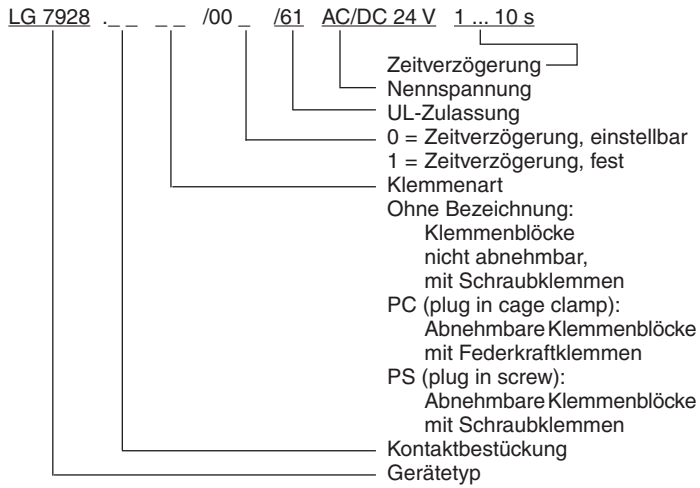 LG 7928 ._ _ _ _ /00 _ /61 AC/DC 24 V 1 ... 10 s
Zeitverzögerung
Nennspannung
UL-Zulassung
0 = Zeitverzögerung, einstellbar
1 = Zeitverzögerung, fest
Klemmenart
Ohne Bezeichnung:
Klemmenblöcke
nicht abnehmbar,
mit Schraubklemmen
PC (plug in cage clamp):
Abnehmbare Klemmenblöcke
mit Federkraftklemmen
PS (plug in screw):
Abnehmbare Klemmenblöcke
mit Schraubklemmen
Kontaktbestückung
Gerätetyp